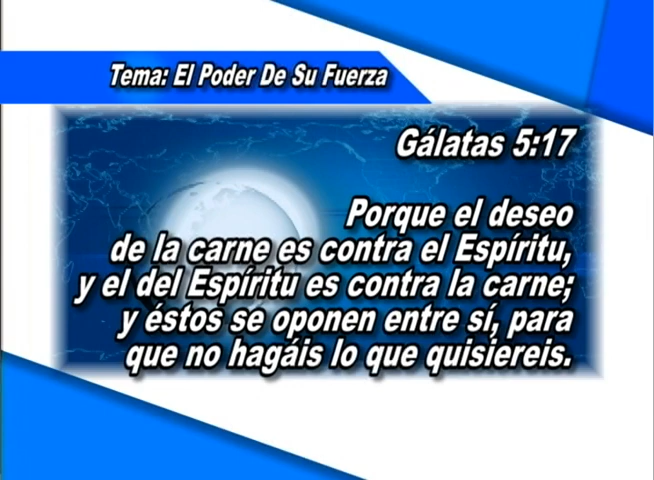 Tema: El Poder De Su Fuerza
Gálatas 5:17
Porque el deseo
de la carne es contra el Espíritu,
y el del Espíritu es contra la carne;
y éstos se oponen entre sí, para
que no hagáis lo que quisiereis.